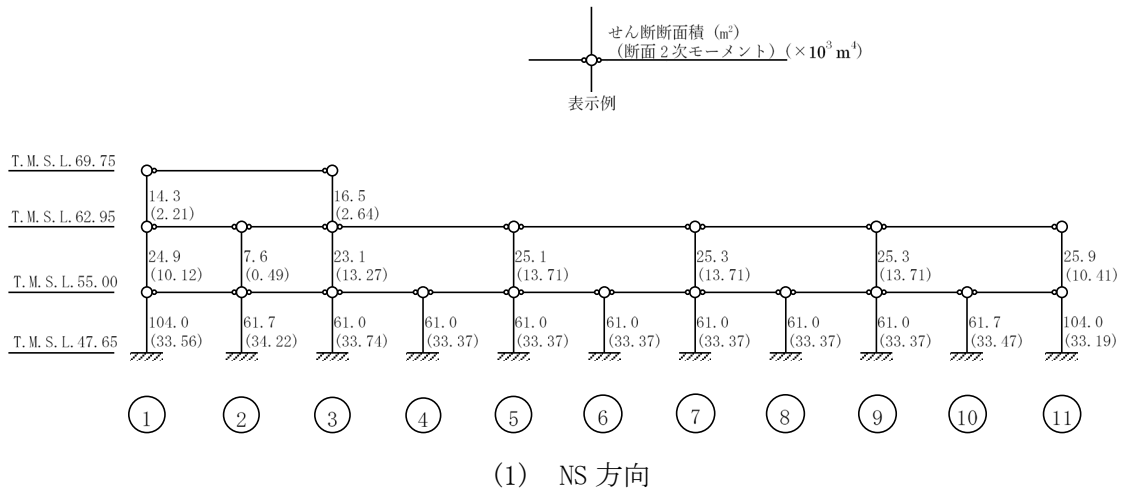 せん断断面積 (m²)
(断面２次モーメント) (×10³ m⁴)
表示例
T.M.S.L.69.75
14.3 16.5
(2.21) (2.64)
T.M.S.L.62.95
24.9 7.6 23.1 25.1 25.3 25.3 25.9
(10.12) (0.49) (13.27) (13.71) (13.71) (13.71) (10.41)
T.M.S.L.55.00
104.0 61.7 61.0 61.0 61.0 61.0 61.0 61.0 61.0 61.7 104.0
(33.56) (34.22) (33.74) (33.37) (33.37) (33.37) (33.37) (33.37) (33.37) (33.47) (33.19)
T.M.S.L.47.65
1 2 3 4 5 6 7 8 9 10 11
(1) NS 方向